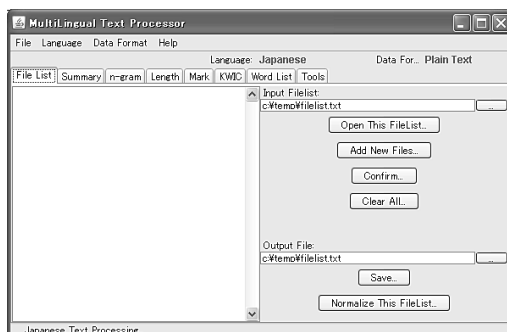 MultiLingual Text Processor
File Language Data Format Help
Language: Japanese Data For... Plain Text
File List Summary n-gram Length Mark KWIC Word List Tools
Input Filelist:
c:¥temp¥filelist.txt ...
Open This FileList...
Add New Files...
Confirm...
Clear All...
Output File:
c:¥temp¥filelist.txt ...
Save...
Normalize This FileList...
Japanese Text Processing